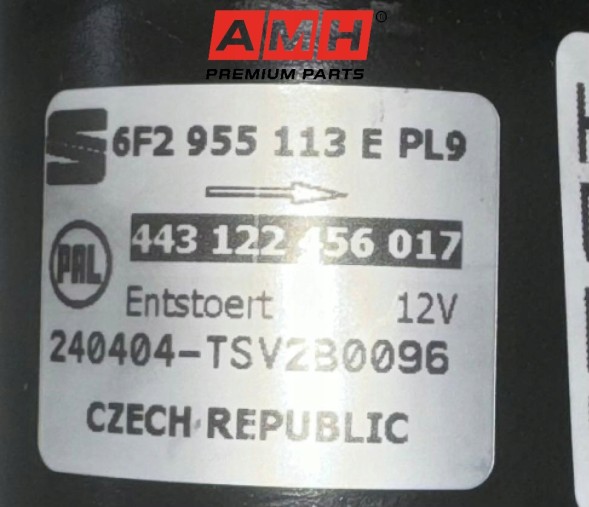 AMH®
PREMIUM PARTS
6F2 955 113 E PL9
443 122 456 017
PAL
Entstoert 12V
240404-TSV2B0096
CZECH REPUBLIC